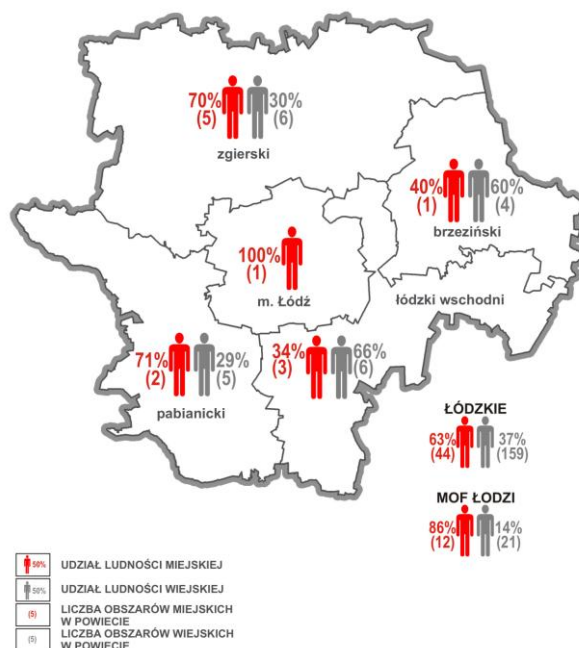 70%
(5)
30%
(6)
zgierski
40%
(1)
60%
(4)
brzeziński
100%
(1)
m. Łódź
łódzki wschodni
71%
(2)
29%
(5)
pabianicki
34%
(3)
66%
(6)
ŁÓDZKIE
63%
(44)
37%
(159)
MOF ŁODZI
86%
(12)
14%
(21)
50%
UDZIAŁ LUDNOŚCI MIEJSKIEJ
50%
UDZIAŁ LUDNOŚCI WIEJSKIEJ
(5)
LICZBA OBSZARÓW MIEJSKICH
W POWIECIE
(5)
LICZBA OBSZARÓW WIEJSKICH
W POWIECIE